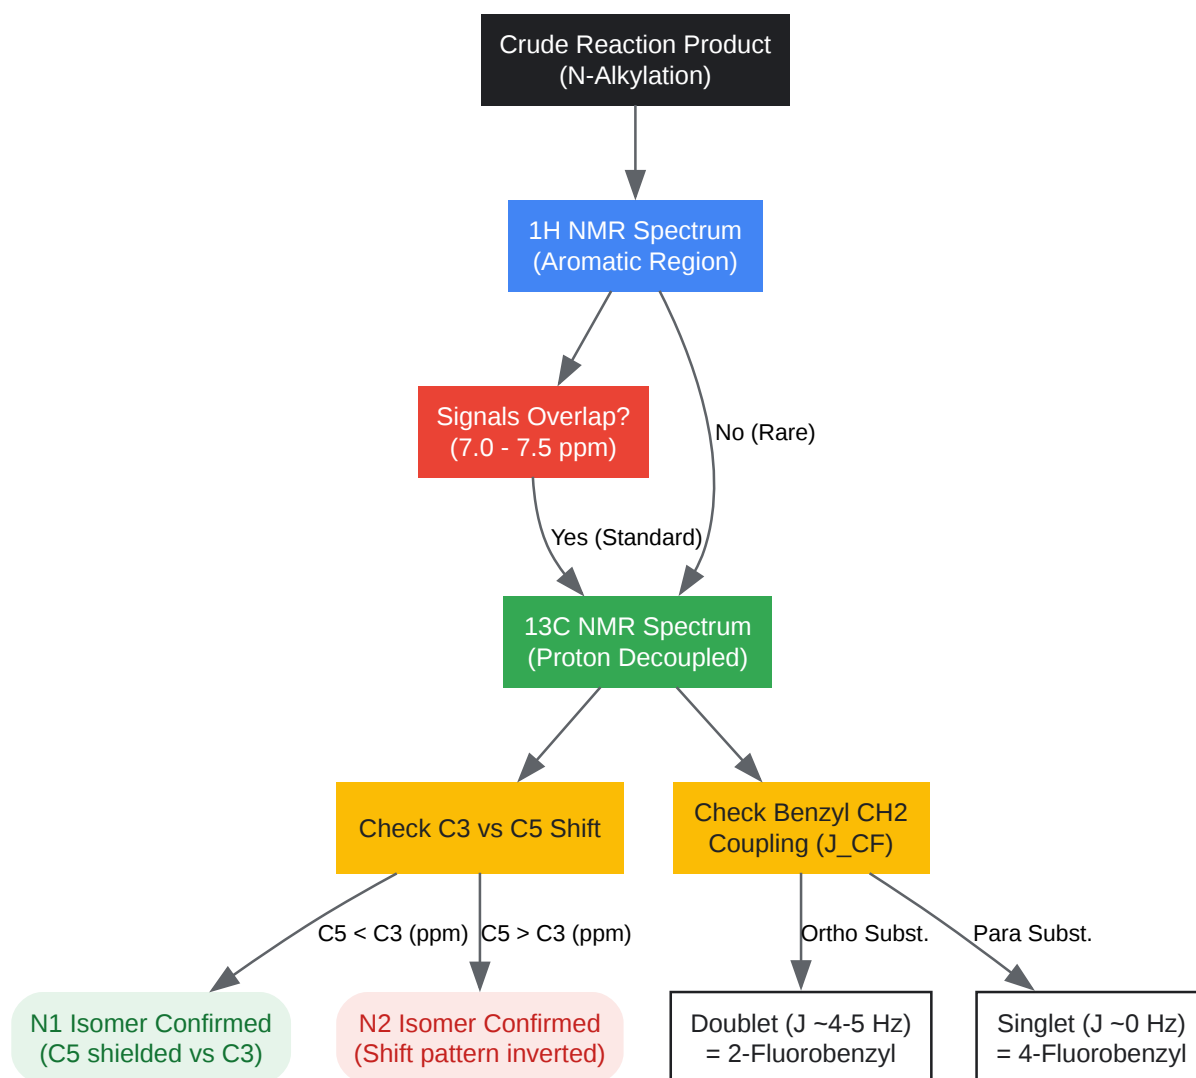 Crude Reaction Product
(N-Alkylation)
1H NMR Spectrum
(Aromatic Region)
Signals Overlap?
(7.0 - 7.5 ppm)
No (Rare)
Yes (Standard)
13C NMR Spectrum
(Proton Decoupled)
Check C3 vs C5 Shift
Check Benzyl CH2
Coupling (J_CF)
C5 < C3 (ppm)
C5 > C3 (ppm)
Ortho Subst.
Para Subst.
N1 Isomer Confirmed
(C5 shielded vs C3)
N2 Isomer Confirmed
(Shift pattern inverted)
Doublet (J ~4-5 Hz)
= 2-Fluorobenzyl
Singlet (J ~0 Hz)
= 4-Fluorobenzyl